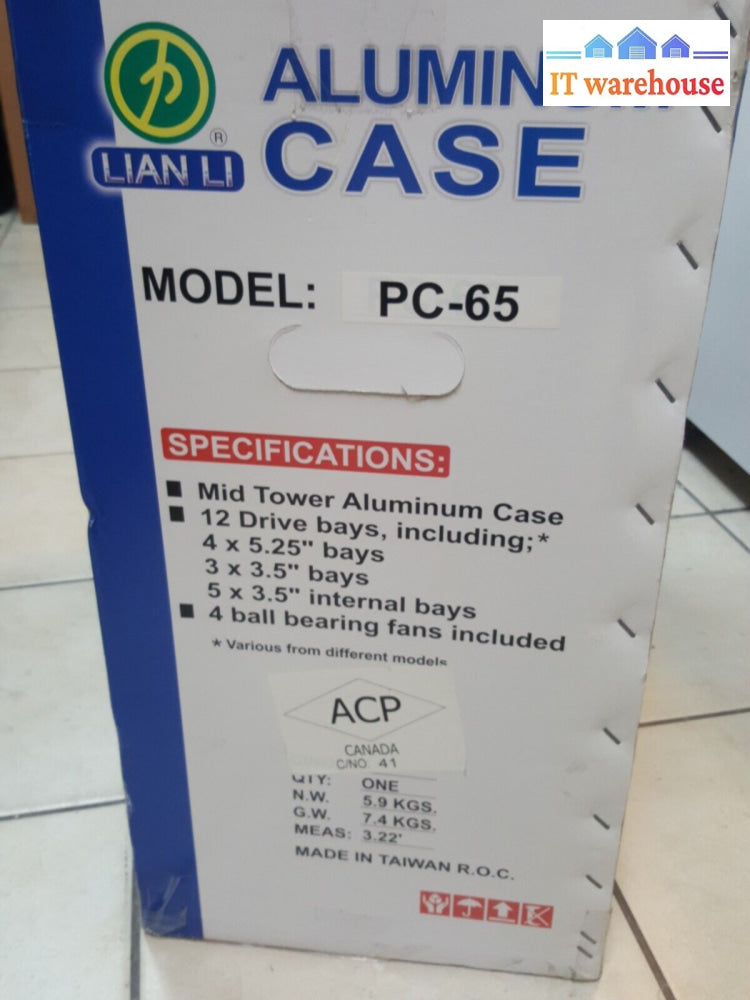 IT warehouse
ALUMIN
CASE
LIAN LI
®
MODEL: PC-65
SPECIFICATIONS:
■ Mid Tower Aluminum Case
■ 12 Drive bays, including;*
4 x 5.25" bays
3 x 3.5" bays
5 x 3.5" internal bays
■ 4 ball bearing fans included
* Various from different models
ACP
CANADA
C/NO. 41
QTY: ONE
N.W. 5.9 KGS.
G.W. 7.4 KGS.
MEAS: 3.22'
MADE IN TAIWAN R.O.C.